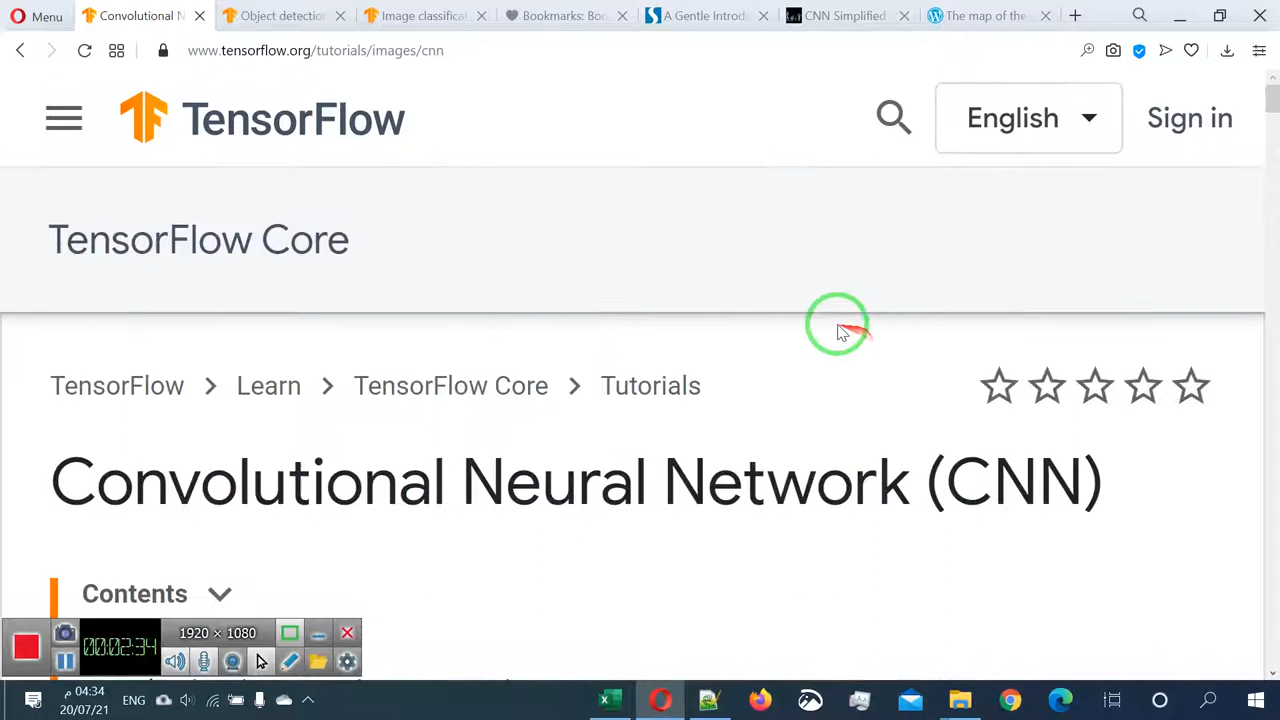 Menu
Convolutional N
Object detectio
Image classificat
Bookmarks: Boo
A Gentle Introd
CNN Simplified
The map of the
www.tensorflow.org/tutorials/images/cnn
TensorFlow
English
Sign in
TensorFlow Core
TensorFlow > Learn > TensorFlow Core > Tutorials
Convolutional Neural Network (CNN)
Contents
00:02:34
1920 × 1080
04:34 م
20/07/21
ENG